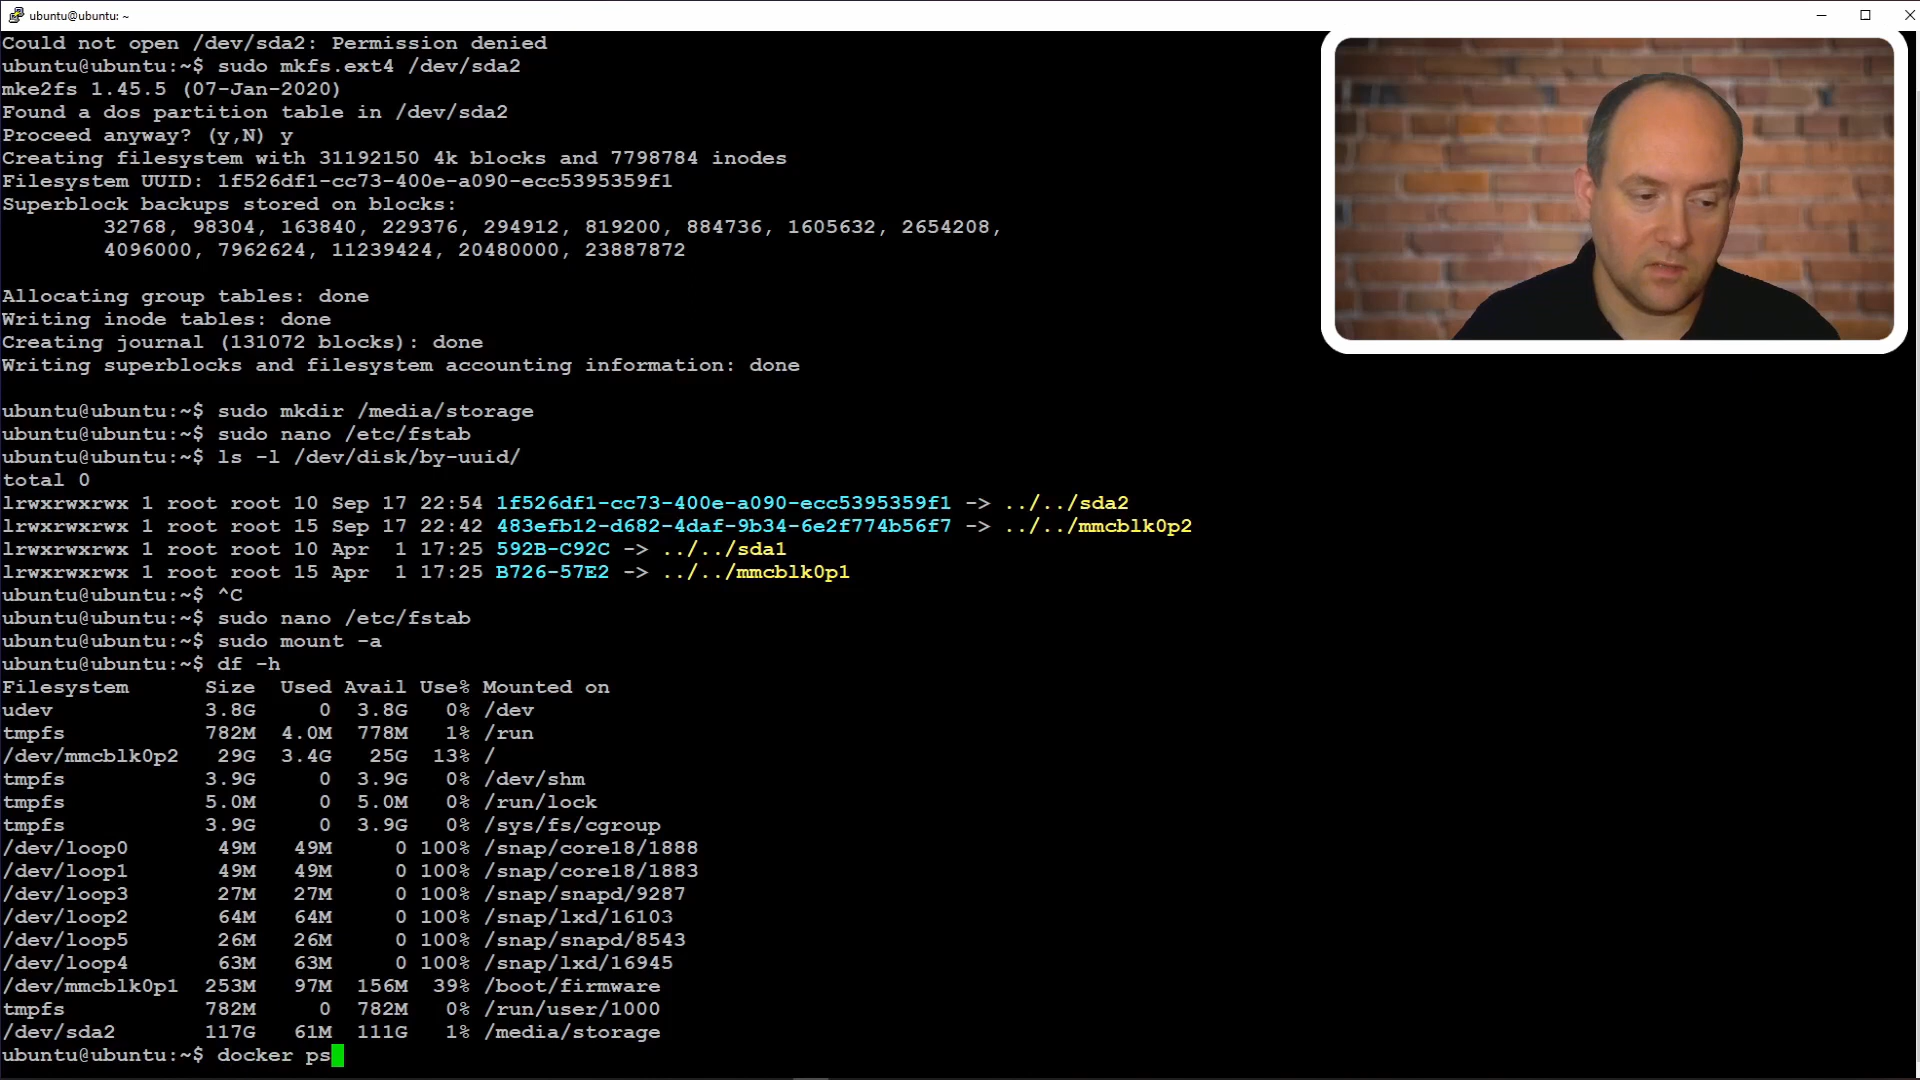 ubuntu@ubuntu: ~
Could not open /dev/sda2: Permission denied
ubuntu@ubuntu:~$ sudo mkfs.ext4 /dev/sda2
mke2fs 1.45.5 (07-Jan-2020)
Found a dos partition table in /dev/sda2
Proceed anyway? (y,N) y
Creating filesystem with 31192150 4k blocks and 7798784 inodes
Filesystem UUID: 1f526df1-cc73-400e-a090-ecc5395359f1
Superblock backups stored on blocks:
32768, 98304, 163840, 229376, 294912, 819200, 884736, 1605632, 2654208,
4096000, 7962624, 11239424, 20480000, 23887872
Allocating group tables: done
Writing inode tables: done
Creating journal (131072 blocks): done
Writing superblocks and filesystem accounting information: done
ubuntu@ubuntu:~$ sudo mkdir /media/storage
ubuntu@ubuntu:~$ sudo nano /etc/fstab
ubuntu@ubuntu:~$ ls -l /dev/disk/by-uuid/
total 0
lrwxrwxrwx 1 root root 10 Sep 17 22:54 1f526df1-cc73-400e-a090-ecc5395359f1 -> ../../sda2
lrwxrwxrwx 1 root root 15 Sep 17 22:42 483efb12-d682-4daf-9b34-6e2f774b56f7 -> ../../mmcblk0p2
lrwxrwxrwx 1 root root 10 Apr  1 17:25 592B-C92C -> ../../sda1
lrwxrwxrwx 1 root root 15 Apr  1 17:25 B726-57E2 -> ../../mmcblk0p1
ubuntu@ubuntu:~$ ^C
ubuntu@ubuntu:~$ sudo nano /etc/fstab
ubuntu@ubuntu:~$ sudo mount -a
ubuntu@ubuntu:~$ df -h
Filesystem      Size  Used Avail Use% Mounted on
udev            3.8G     0  3.8G   0% /dev
tmpfs           782M  4.0M  778M   1% /run
/dev/mmcblk0p2   29G  3.4G   25G  13% /
tmpfs           3.9G     0  3.9G   0% /dev/shm
tmpfs           5.0M     0  5.0M   0% /run/lock
tmpfs           3.9G     0  3.9G   0% /sys/fs/cgroup
/dev/loop0       49M   49M     0 100% /snap/core18/1888
/dev/loop1       49M   49M     0 100% /snap/core18/1883
/dev/loop3       27M   27M     0 100% /snap/snapd/9287
/dev/loop2       64M   64M     0 100% /snap/lxd/16103
/dev/loop5       26M   26M     0 100% /snap/snapd/8543
/dev/loop4       63M   63M     0 100% /snap/lxd/16945
/dev/mmcblk0p1  253M   97M  156M  39% /boot/firmware
tmpfs           782M     0  782M   0% /run/user/1000
/dev/sda2       117G   61M  111G   1% /media/storage
ubuntu@ubuntu:~$ docker ps